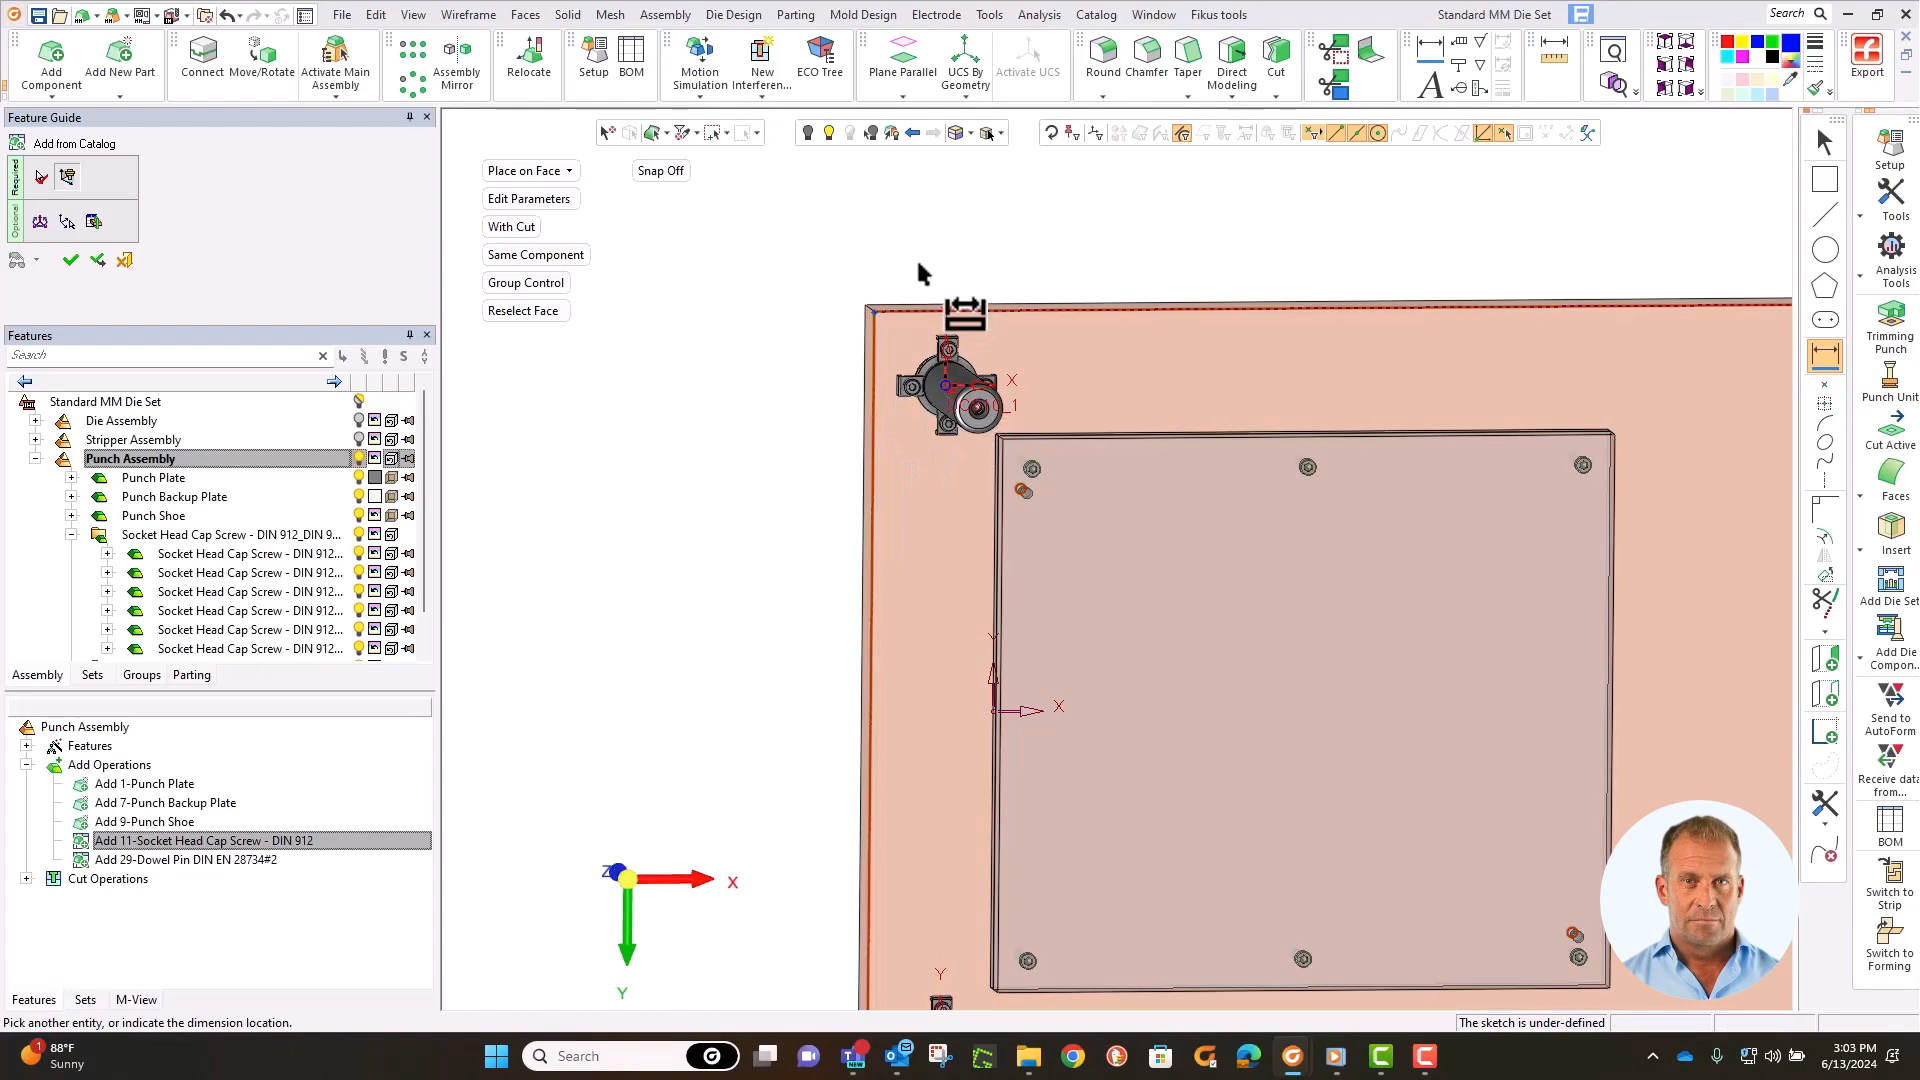 File Edit View Wireframe Faces Solid Mesh Assembly Die Design Parting Mold Design Electrode Tools Analysis Catalog Window Fikus tools
Standard MM Die Set
Search
Add Component
Add New Part
Connect
Move/Rotate
Activate Main Assembly
Assembly Mirror
Relocate
Setup
BOM
Motion Simulation
New Interferen...
ECO Tree
Plane Parallel
UCS By Geometry
Activate UCS
Round
Chamfer
Taper
Direct Modeling
Cut
Export
Feature Guide
Add from Catalog
Required
Optional
Place on Face
Snap Off
Edit Parameters
With Cut
Same Component
Group Control
Reselect Face
Features
Search
S
Standard MM Die Set
Die Assembly
Stripper Assembly
Punch Assembly
Punch Plate
Punch Backup Plate
Punch Shoe
Socket Head Cap Screw - DIN 912_DIN 9...
Socket Head Cap Screw - DIN 912...
Socket Head Cap Screw - DIN 912...
Socket Head Cap Screw - DIN 912...
Socket Head Cap Screw - DIN 912...
Socket Head Cap Screw - DIN 912...
Socket Head Cap Screw - DIN 912...
Assembly Sets Groups Parting
Punch Assembly
Features
Add Operations
Add 1-Punch Plate
Add 7-Punch Backup Plate
Add 9-Punch Shoe
Add 11-Socket Head Cap Screw - DIN 912
Add 29-Dowel Pin DIN EN 28734#2
Cut Operations
Features Sets M-View
X
Y
X
Y
Z
X
Y
Setup
Tools
Analysis Tools
Trimming Punch
Punch Unit
Cut Active
Faces
Insert
Add Die Set
Add Die Compon...
Send to AutoForm
Receive data from...
BOM
Switch to Strip
Switch to Forming
Pick another entity, or indicate the dimension location.
The sketch is under-defined
1
88°F
Sunny
Search
NEW
3:03 PM
6/13/2024